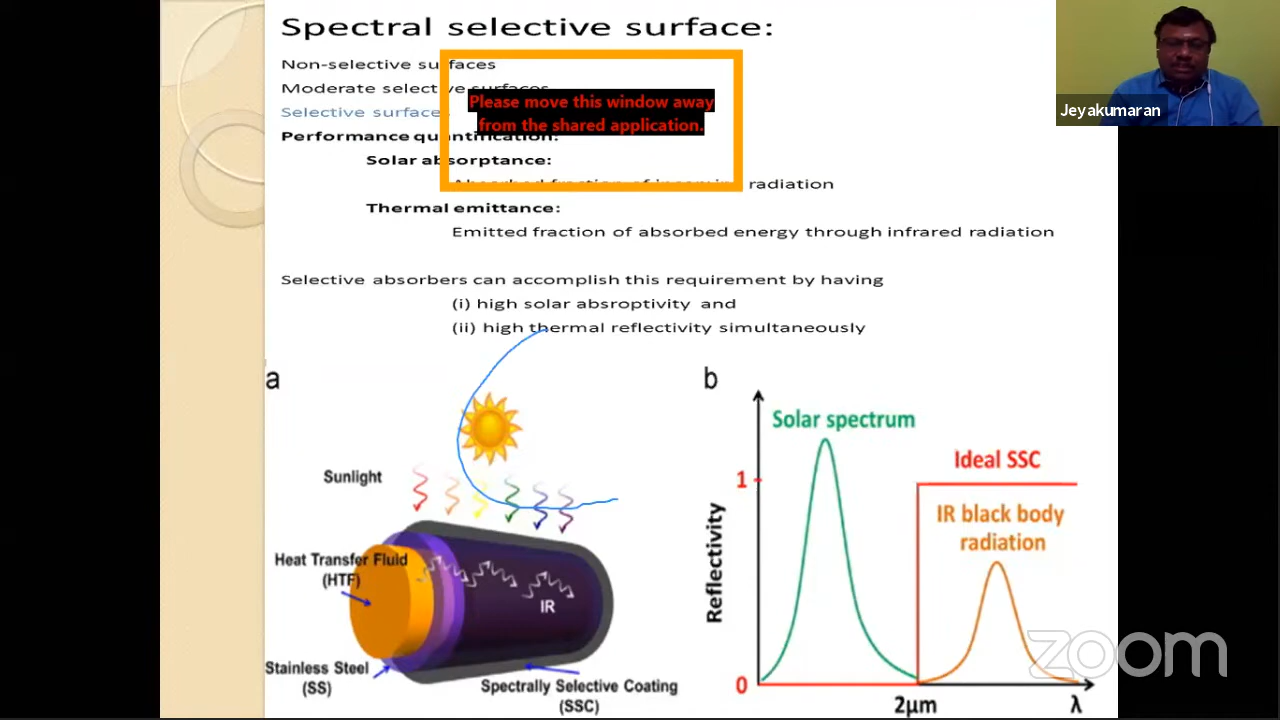 Spectral selective surface:
Non-selective surfaces
Moderate selective surfaces
Selective surfaces
Please move this window away
from the shared application.
Performance quantification:
Solar absorptance:
Absorbed fraction of incoming radiation
Thermal emittance:
Emitted fraction of absorbed energy through infrared radiation
Selective absorbers can accomplish this requirement by having
(i) high solar absroptivity and
(ii) high thermal reflectivity simultaneously
Jeyakumaran
a
Sunlight
Heat Transfer Fluid
(HTF)
IR
Stainless Steel
(SS)
Spectrally Selective Coating
(SSC)
b
Solar spectrum
Ideal SSC
1
IR black body
radiation
Reflectivity
0
2µm
λ
zoom